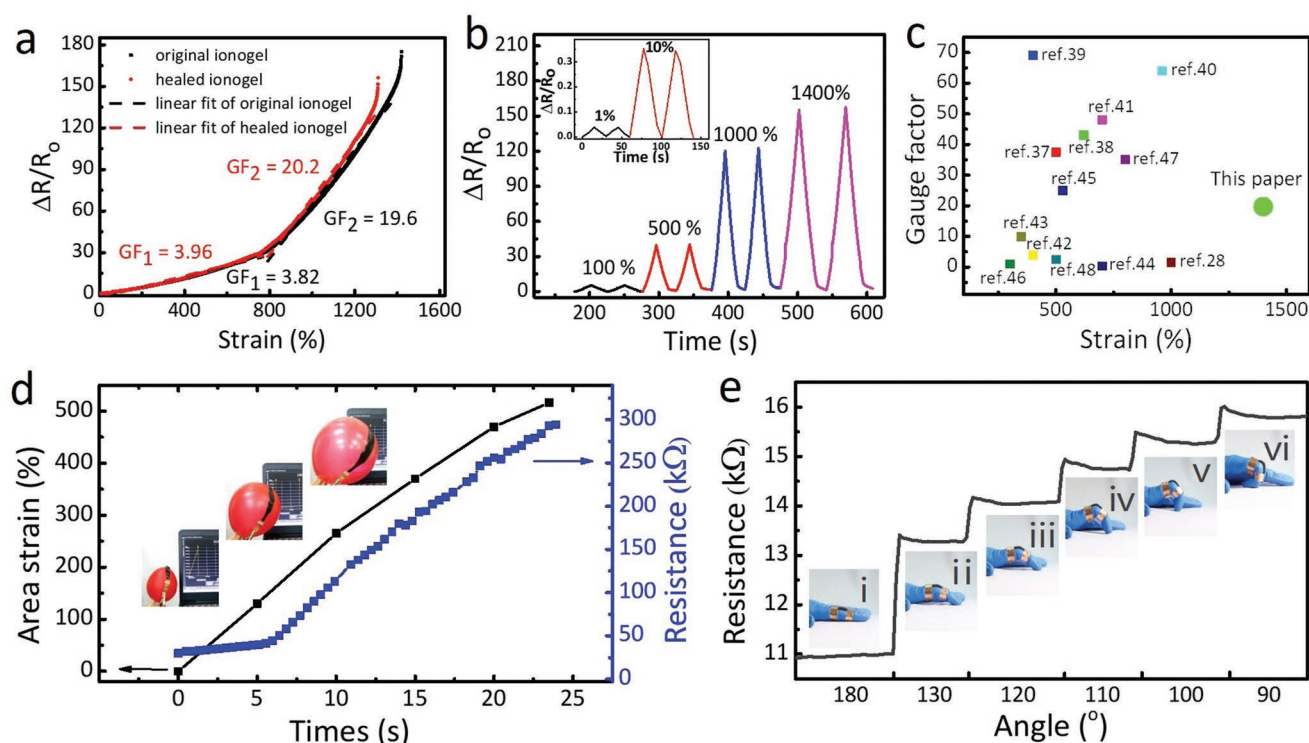 a
ΔR/Ro
180
150
120
90
60
30
0
original ionogel
healed ionogel
linear fit of original ionogel
linear fit of healed ionogel
GF2 = 20.2
GF2 = 19.6
GF1 = 3.96
GF1 = 3.82
0 400 800 1200 1600
Strain (%)
b
ΔR/Ro
210
180
150
120
90
60
30
0
ΔR/Ro
0.3
0.2
0.1
0.0
1%
10%
0 50 100 150
Time (s)
100 %
500 %
1000 %
1400%
200 300 400 500 600
Time (s)
c
Gauge factor
70
60
50
40
30
20
10
0
ref.39
ref.40
ref.41
ref.38
ref.37
ref.47
ref.45
This paper
ref.43
ref.42
ref.46
ref.48
ref.44
ref.28
500 1000 1500
Strain (%)
d
Area strain (%)
500
400
300
200
100
0
Resistance (kΩ)
300
250
200
150
100
50
0
0 5 10 15 20 25
Times (s)
e
Resistance (kΩ)
16
15
14
13
12
11
i
ii
iii
iv
v
vi
180 130 120 110 100 90
Angle (o)